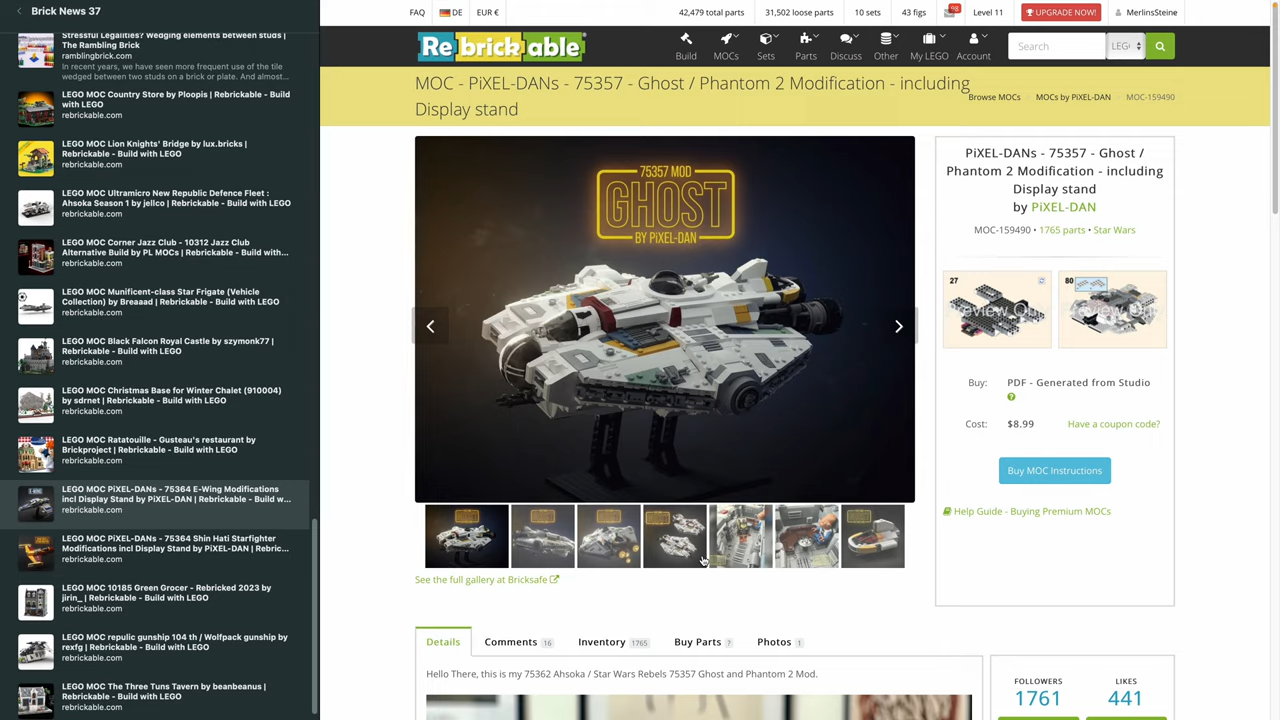 Brick News 37
Stressful Legalities? Wedging elements between studs |
The Rambling Brick
ramblingbrick.com
In recent years, we have seen more frequent use of the tile
wedged between two studs on a brick or plate. And almost...
LEGO MOC Country Store by Ploopis | Rebrickable - Build
with LEGO
rebrickable.com
LEGO MOC Lion Knights' Bridge by lux.bricks |
Rebrickable - Build with LEGO
rebrickable.com
LEGO MOC Ultramicro New Republic Defence Fleet :
Ahsoka Season 1 by jellco | Rebrickable - Build with LEGO
rebrickable.com
LEGO MOC Corner Jazz Club - 10312 Jazz Club
Alternative Build by PL MOCs | Rebrickable - Build with...
rebrickable.com
LEGO MOC Munificent-class Star Frigate (Vehicle
Collection) by Breaaad | Rebrickable - Build with LEGO
rebrickable.com
LEGO MOC Black Falcon Royal Castle by szymonk77 |
Rebrickable - Build with LEGO
rebrickable.com
LEGO MOC Christmas Base for Winter Chalet (910004)
by sdrnet | Rebrickable - Build with LEGO
rebrickable.com
LEGO MOC Ratatouille - Gusteau's restaurant by
Brickproject | Rebrickable - Build with LEGO
rebrickable.com
LEGO MOC PiXEL-DANs - 75364 E-Wing Modifications
incl Display Stand by PiXEL-DAN | Rebrickable - Build w...
rebrickable.com
LEGO MOC PiXEL-DANs - 75364 Shin Hati Starfighter
Modifications incl Display Stand by PiXEL-DAN | Rebric...
rebrickable.com
LEGO MOC 10185 Green Grocer - Rebricked 2023 by
jirin_ | Rebrickable - Build with LEGO
rebrickable.com
LEGO MOC repulic gunship 104 th / Wolfpack gunship by
rexfg | Rebrickable - Build with LEGO
rebrickable.com
LEGO MOC The Three Tuns Tavern by beanbeanus |
Rebrickable - Build with LEGO
rebrickable.com
FAQ DE EUR € 42,479 total parts 31,502 loose parts 10 sets 43 figs Level 11 UPGRADE NOW! MerlinsSteine
Rebrickable
Build MOCs Sets Parts Discuss Other My LEGO Account Search LEG
MOC - PiXEL-DANs - 75357 - Ghost / Phantom 2 Modification - including
Display stand
Browse MOCs MOCs by PiXEL-DAN MOC-159490
75357 MOD
GHOST
BY PiXEL-DAN
PiXEL-DANs - 75357 - Ghost /
Phantom 2 Modification - including
Display stand
by PiXEL-DAN
MOC-159490 • 1765 parts • Star Wars
27 80
Preview On Preview On
Buy: PDF - Generated from Studio
Cost: $8.99 Have a coupon code?
Buy MOC Instructions
Help Guide - Buying Premium MOCs
See the full gallery at Bricksafe
Details Comments 16 Inventory 1765 Buy Parts ? Photos 1
Hello There, this is my 75362 Ahsoka / Star Wars Rebels 75357 Ghost and Phantom 2 Mod.
FOLLOWERS LIKES
1761 441